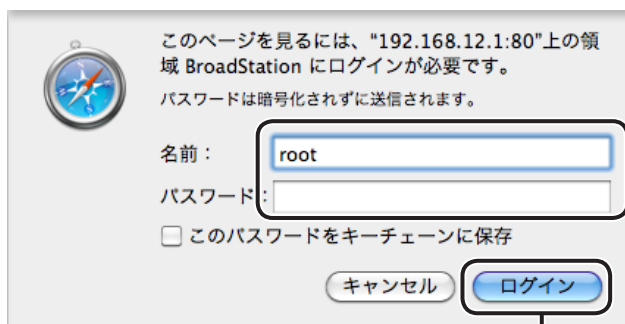 このページを見るには、“192.168.12.1:80”上の領
域 BroadStation にログインが必要です。
パスワードは暗号化されずに送信されます。
名前： root
パスワード：
このパスワードをキーチェーンに保存
キャンセル ログイン